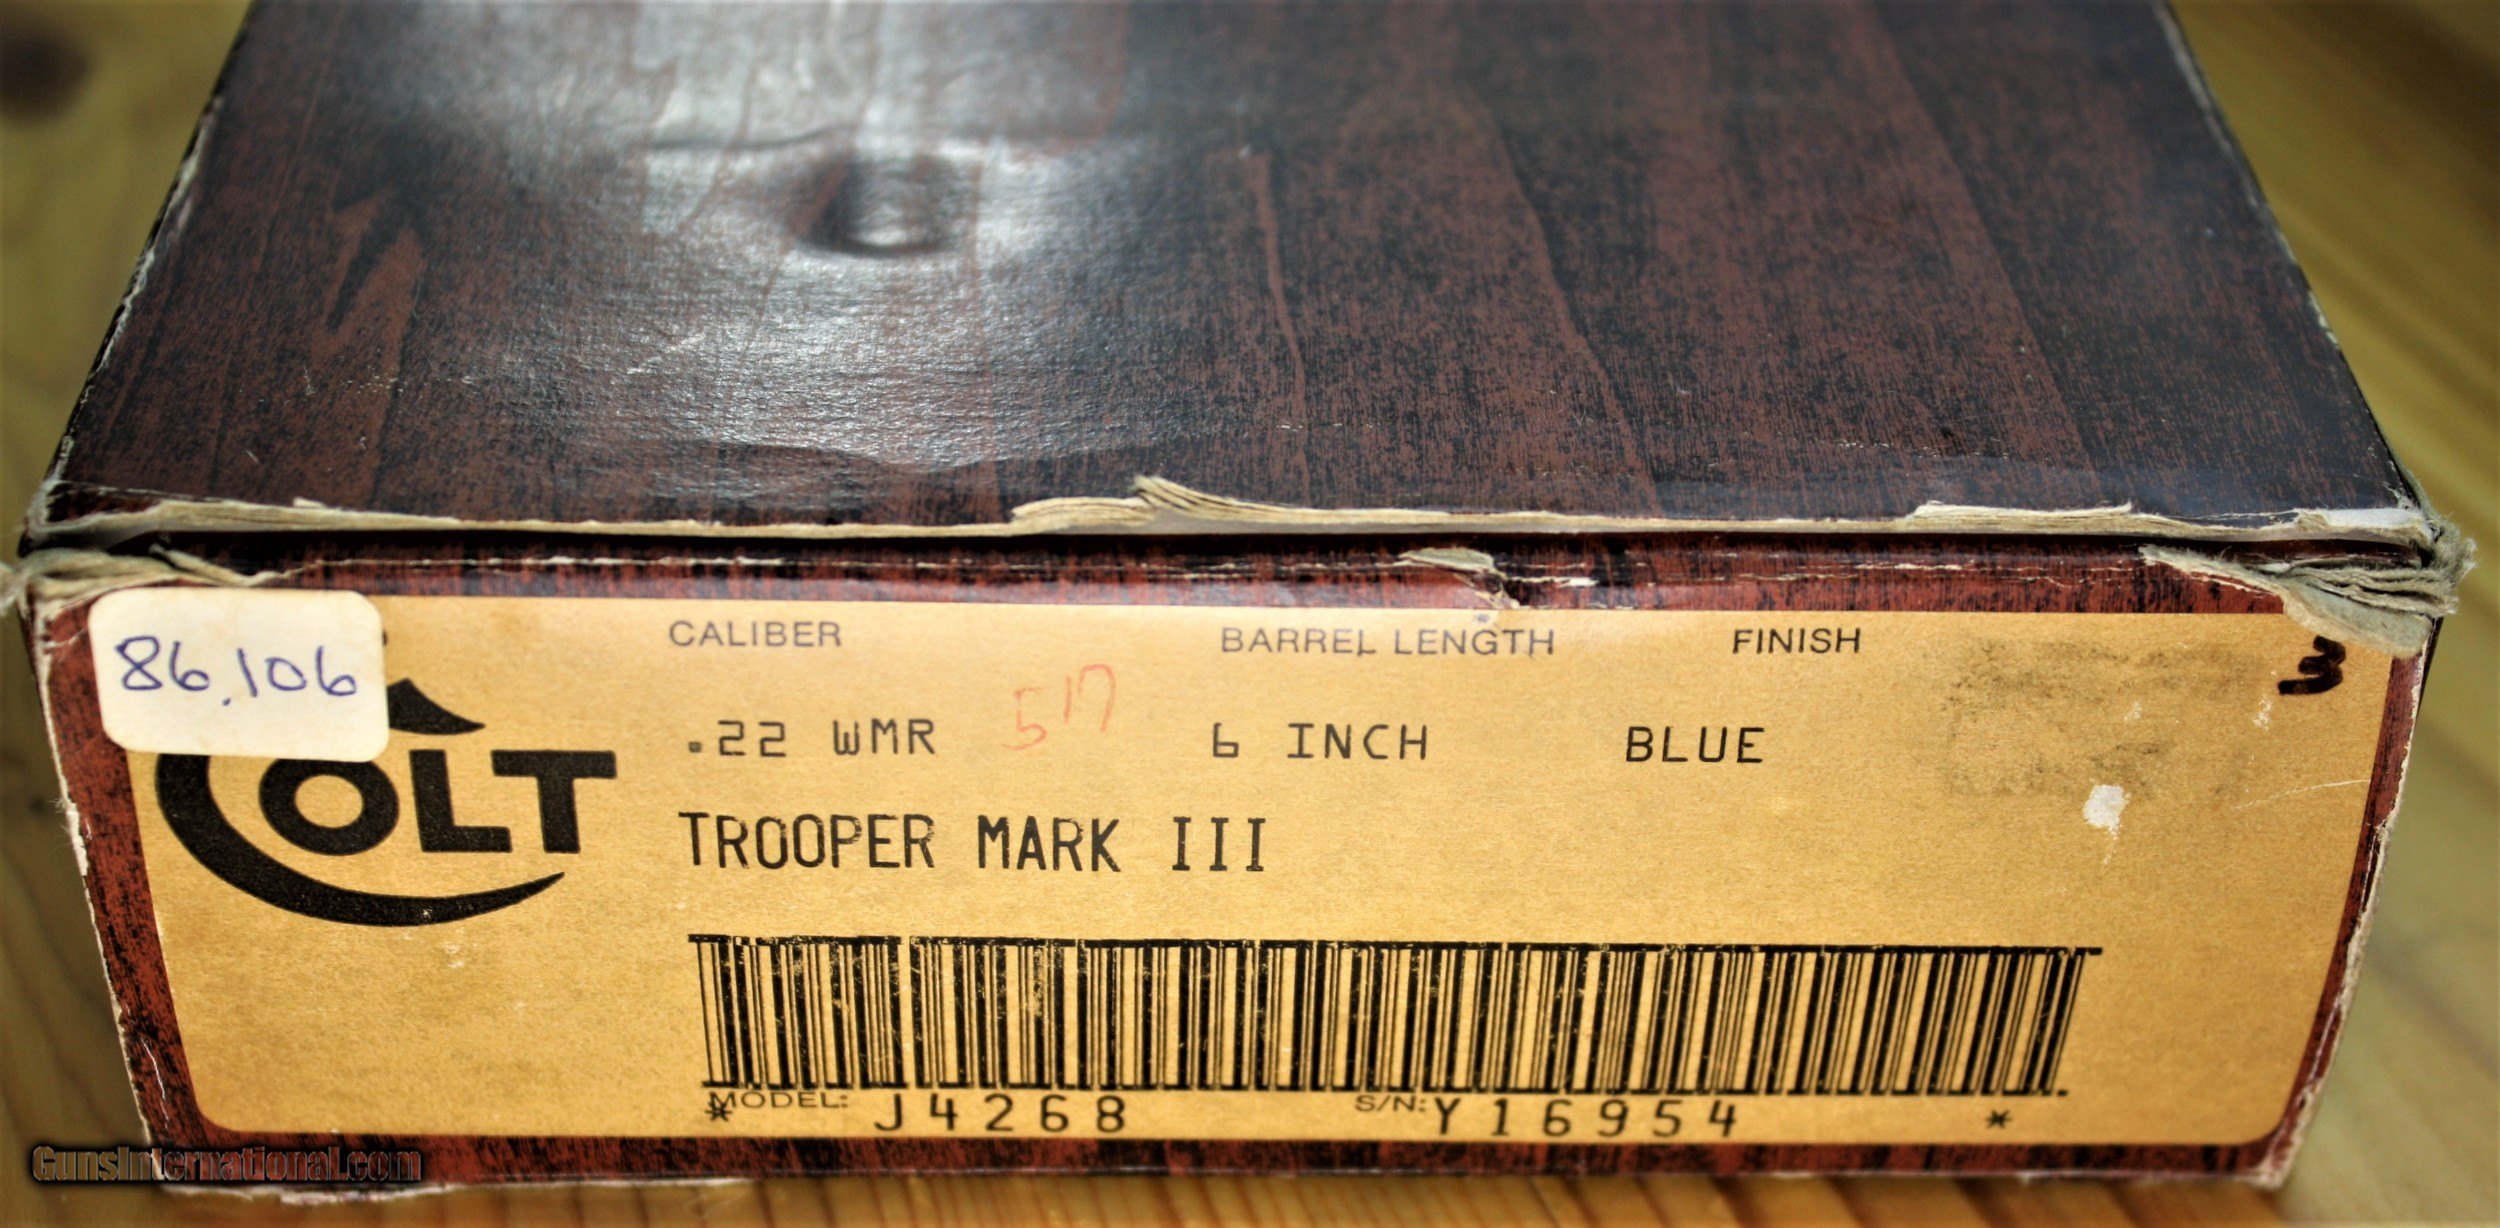 86,106
CALIBER BARREL LENGTH FINISH 3
.22 WMR 517 6 INCH BLUE
COLT
TROOPER MARK III
MODEL: J4268 S/N: Y16954
* *
GunsInternational.com